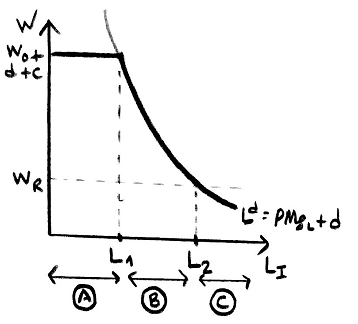 W
W₀+
d+c
W_R
L^d = PMg_L + d
L₁
L₂
L_I
A
B
C